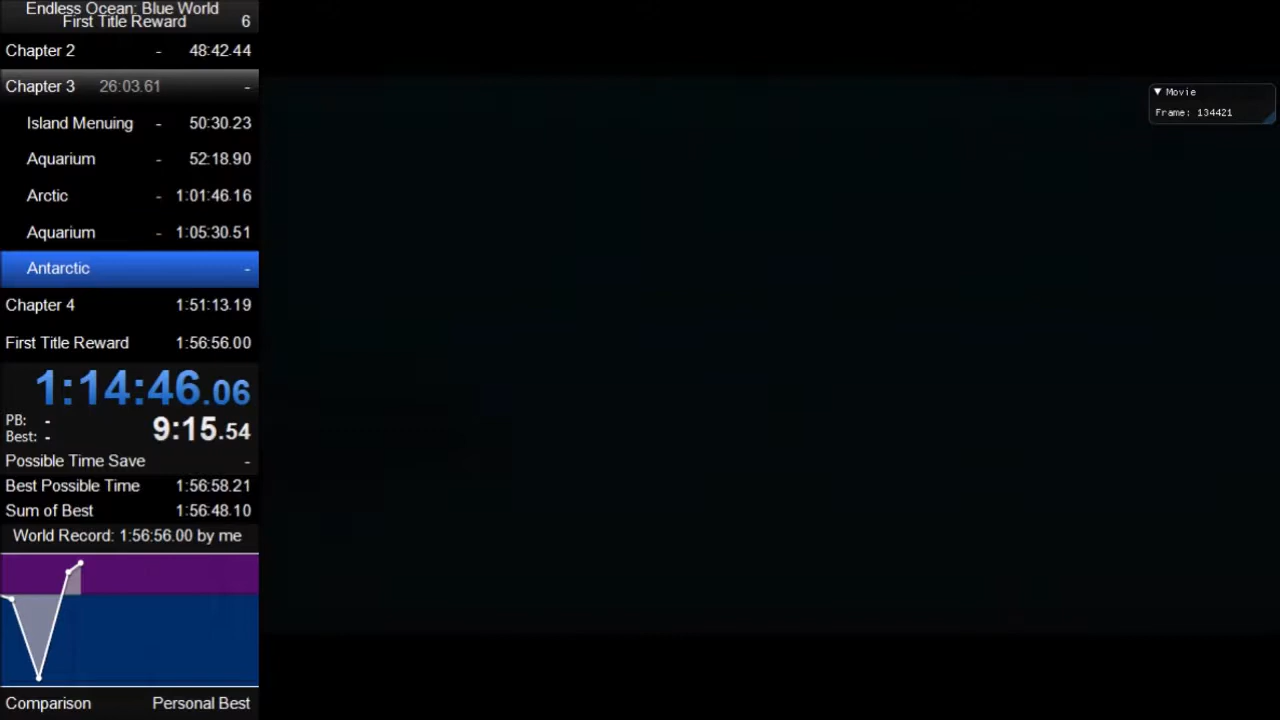 Endless Ocean: Blue World
First Title Reward 6
Chapter 2 - 48:42.44
Chapter 3 26:03.61 -
Island Menuing - 50:30.23
Aquarium - 52:18.90
Arctic - 1:01:46.16
Aquarium - 1:05:30.51
Antarctic -
Chapter 4 1:51:13.19
First Title Reward 1:56:56.00
1:14:46.06
PB: -
Best: - 9:15.54
Possible Time Save -
Best Possible Time 1:56:58.21
Sum of Best 1:56:48.10
World Record: 1:56:56.00 by me
Comparison Personal Best
▼ Movie
Frame: 134421